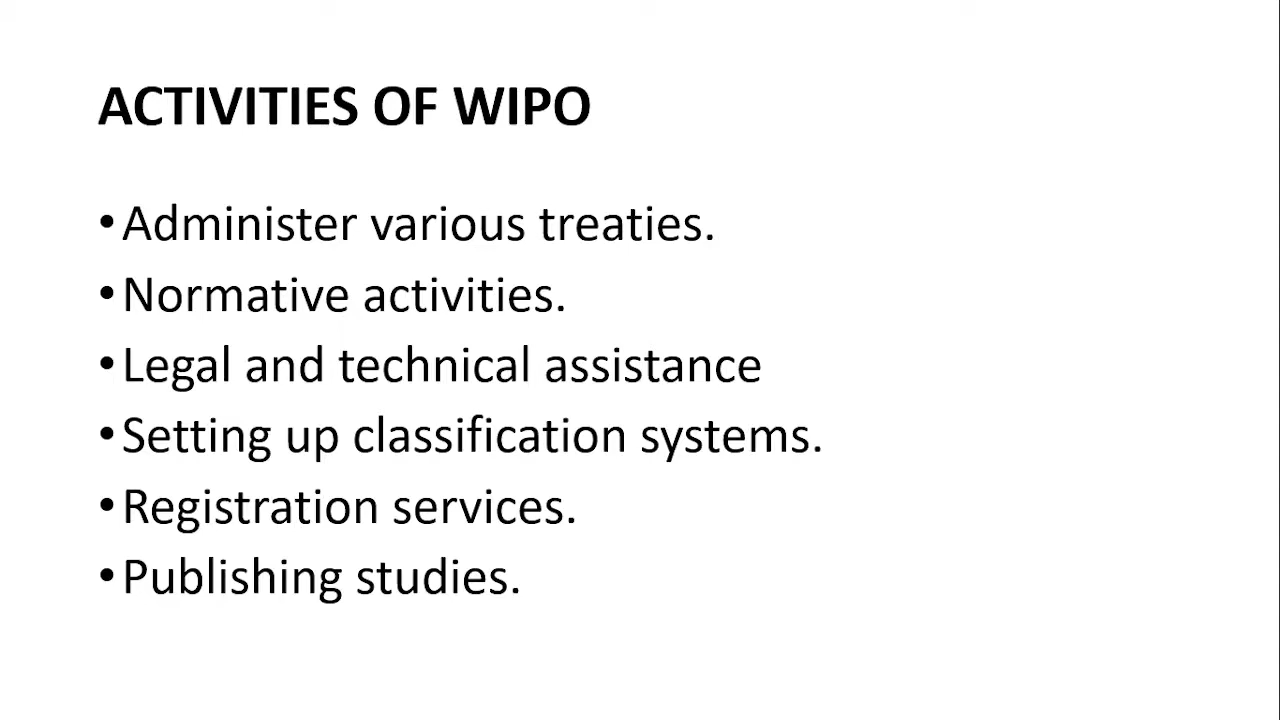 ACTIVITIES OF WIPO
•Administer various treaties.
•Normative activities.
•Legal and technical assistance
•Setting up classification systems.
•Registration services.
•Publishing studies.